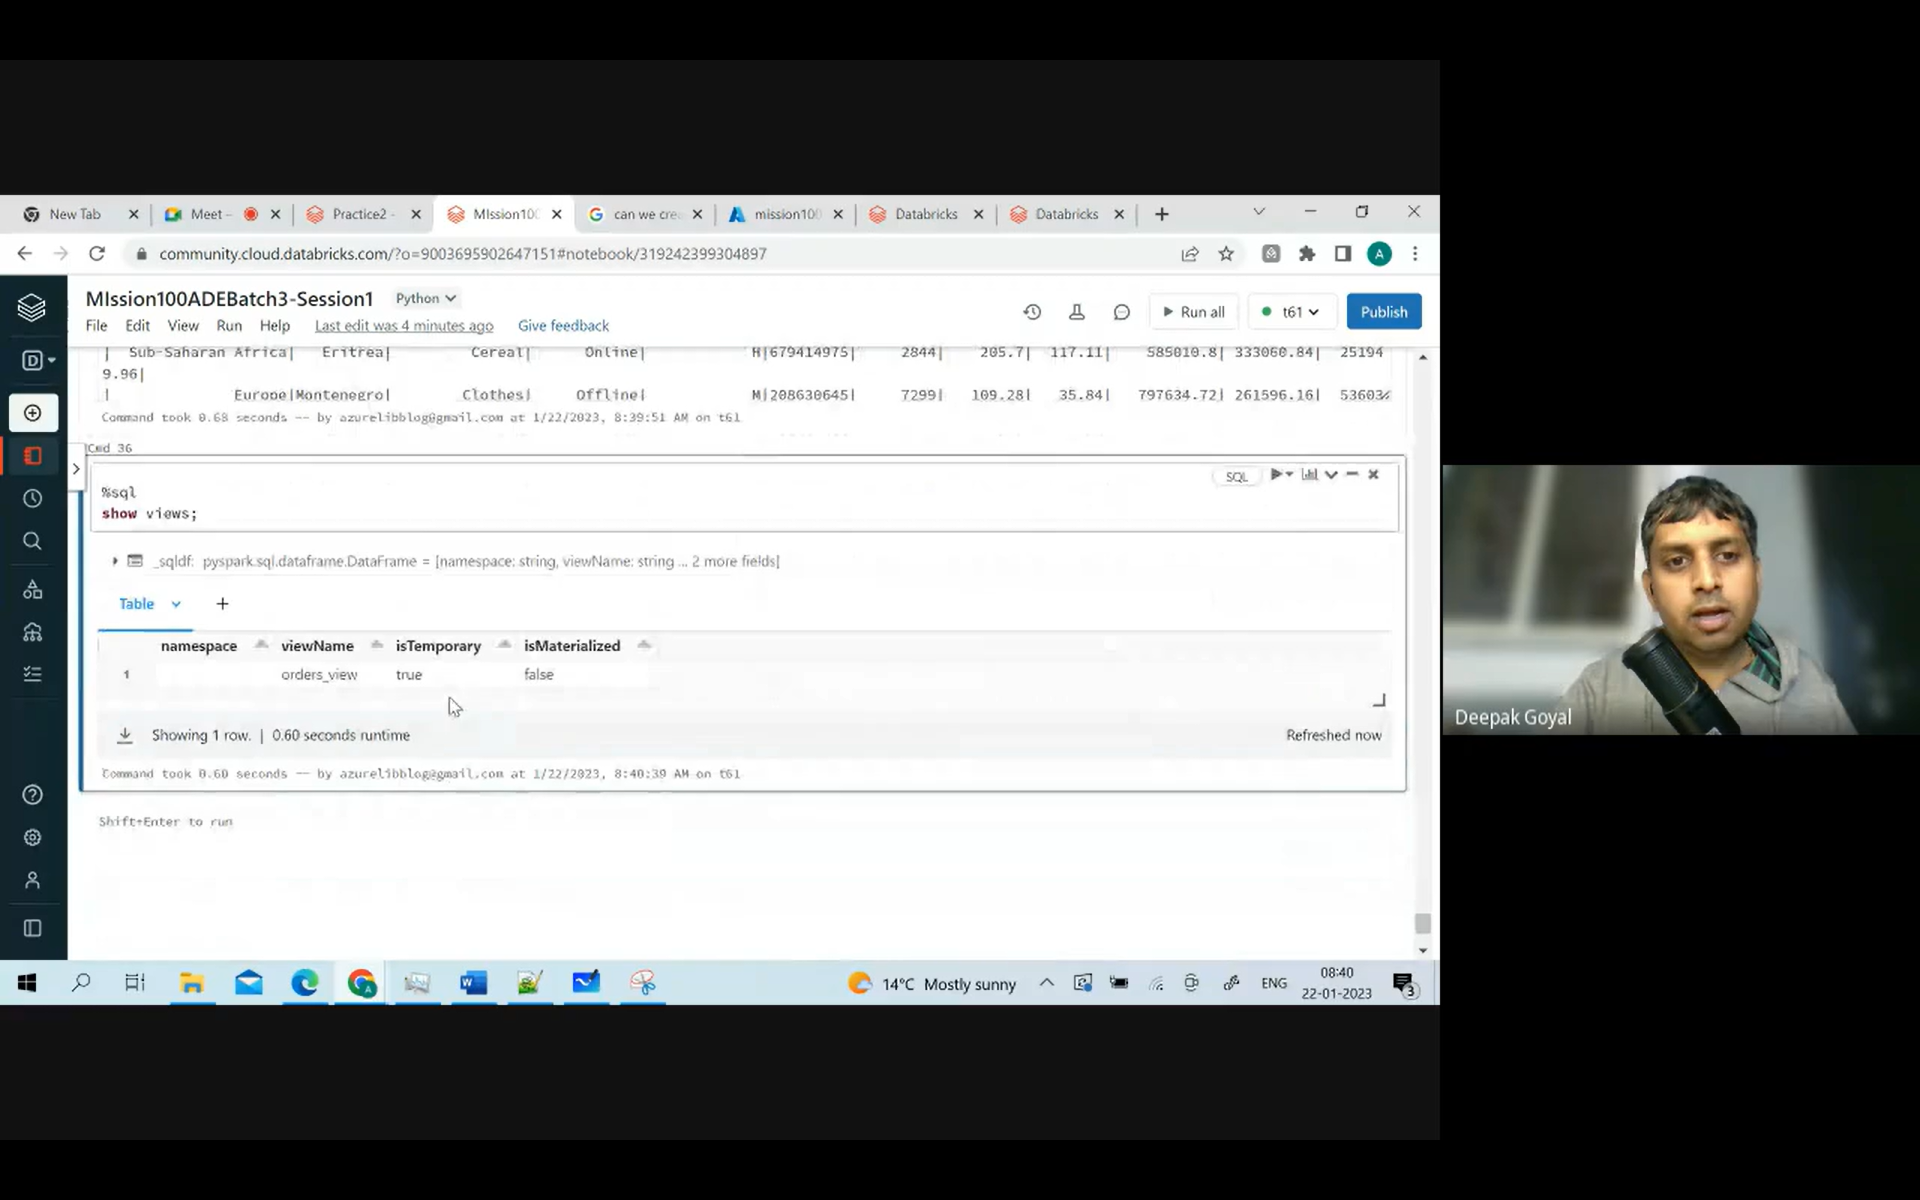 New Tab
Meet -
Practice2 -
MIssion100
can we cre
mission100
Databricks
Databricks
community.cloud.databricks.com/?o=9003695902647151#notebook/319242399304897
A
MIssion100ADEBatch3-Session1 Python
File Edit View Run Help Last edit was 4 minutes ago Give feedback
Run all
t61
Publish
D
| Sub-Saharan Africa| Eritrea| Cereal| Online| H|679414975| 2844| 205.7| 117.11| 585010.8| 333060.84| 25194
9.96|
| Europe|Montenegro| Clothes| Offline| M|208630645| 7299| 109.28| 35.84| 797634.72| 261596.16|
Command took 0.68 seconds -- by azurelibblog@gmail.com at 1/22/2023, 8:39:51 AM on t61
Cmd 36
SQL
%sql
show views;
_sqldf: pyspark.sql.dataframe.DataFrame = [namespace: string, viewName: string ... 2 more fields]
Table
namespace viewName isTemporary isMaterialized
1 orders_view true false
Showing 1 row. | 0.60 seconds runtime
Refreshed now
Command took 0.60 seconds -- by azurelibblog@gmail.com at 1/22/2023, 8:40:39 AM on t61
Shift+Enter to run
Deepak Goyal
14°C Mostly sunny
ENG
08:40
22-01-2023
3